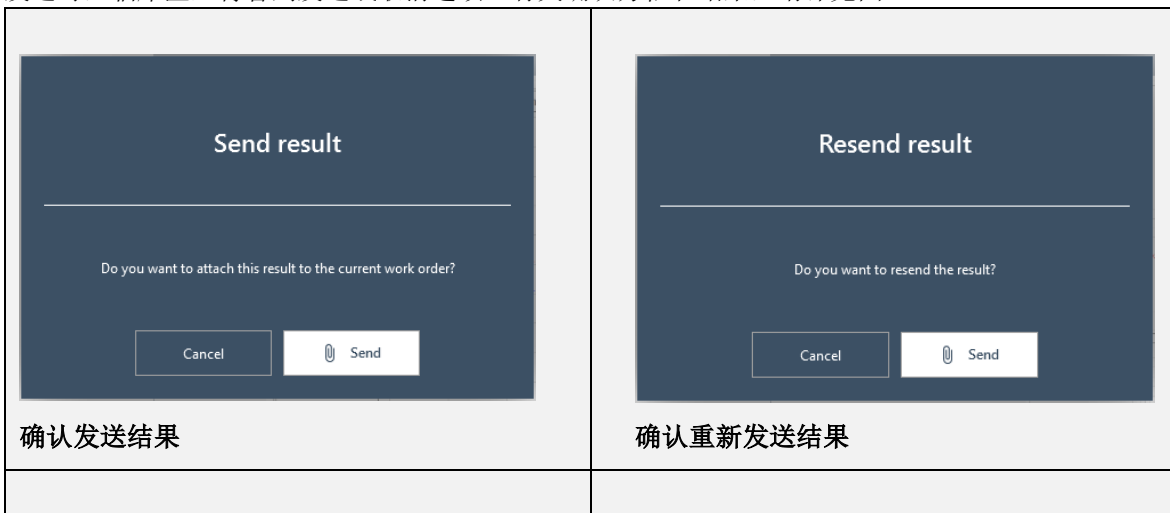 Send result
Do you want to attach this result to the current work order?
Cancel
Send
确认发送结果
Resend result
Do you want to resend the result?
Cancel
Send
确认重新发送结果